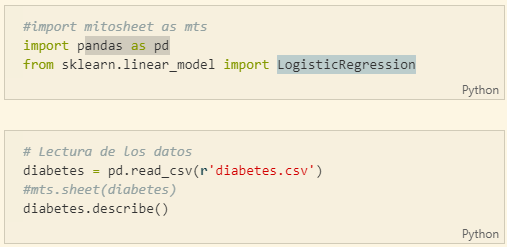 #import mitosheet as mts
import pandas as pd
from sklearn.linear_model import LogisticRegression
Python
# Lectura de los datos
diabetes = pd.read_csv(r'diabetes.csv')
#mts.sheet(diabetes)
diabetes.describe()
Python